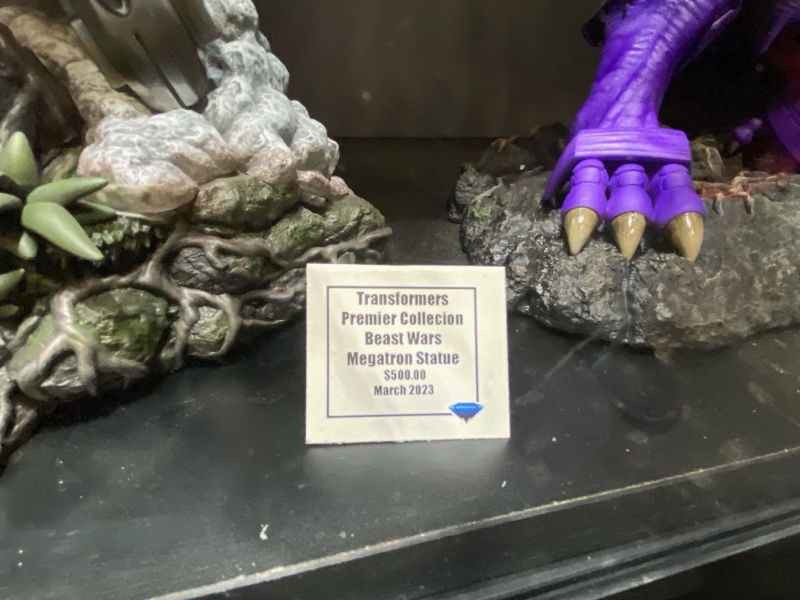 Transformers
Premier Collecion
Beast Wars
Megatron Statue
$500.00
March 2023